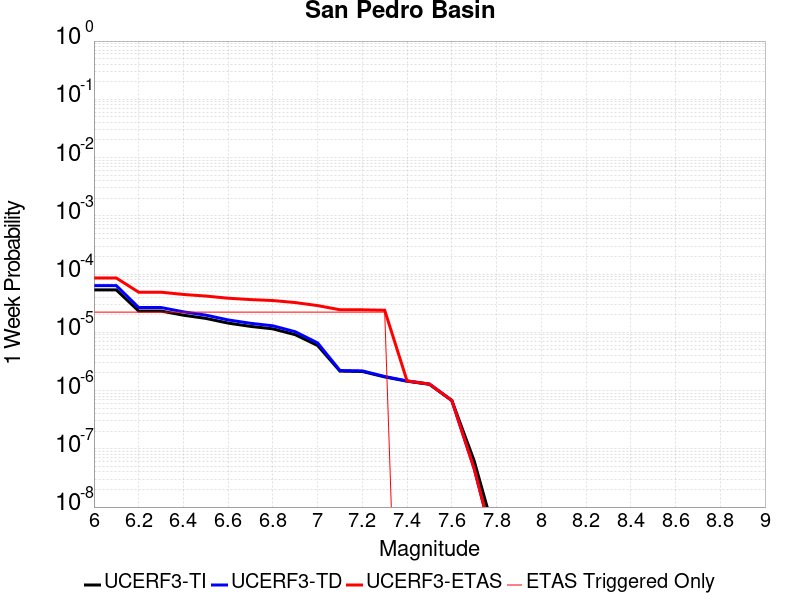 San Pedro Basin
10^0
10^-1
10^-2
10^-3
10^-4
10^-5
10^-6
10^-7
10^-8
1 Week Probability
6 6.2 6.4 6.6 6.8 7 7.2 7.4 7.6 7.8 8 8.2 8.4 8.6 8.8 9
Magnitude
UCERF3-TI UCERF3-TD UCERF3-ETAS ETAS Triggered Only